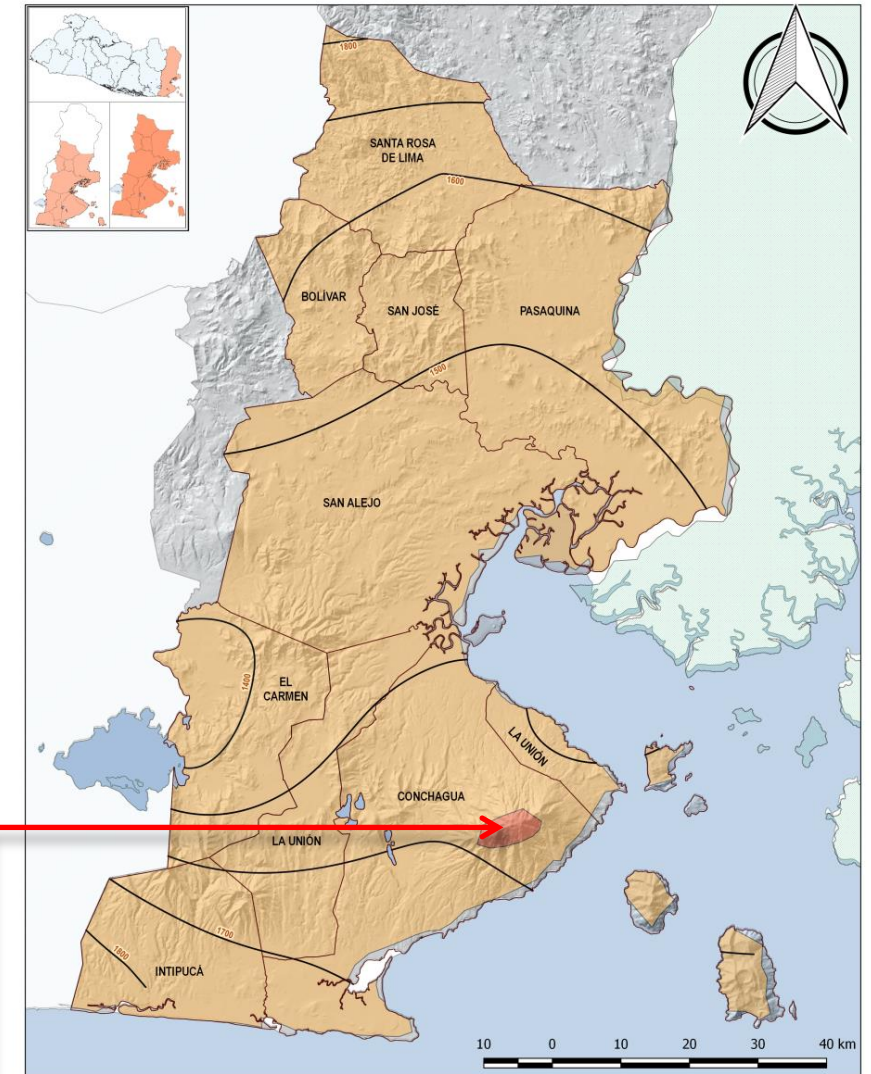 1800
SANTA ROSA
DE LIMA
1600
BOLÍVAR
SAN JOSÉ
PASAQUINA
1500
SAN ALEJO
1400
EL
CARMEN
LA UNIÓN
CONCHAGUA
LA UNIÓN
1700
1800
INTIPUCÁ
10 0 10 20 30 40 km